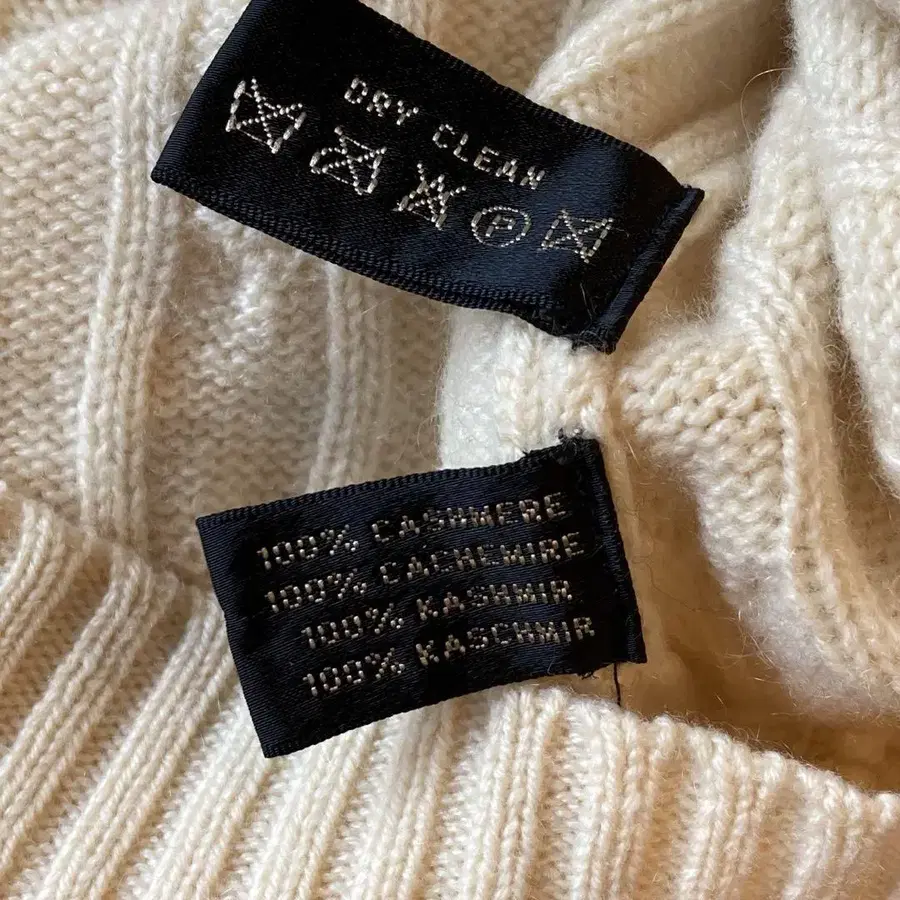 DRY CLEAN
P
100% CASHMERE
100% CACHEMIRE
100% KASHMIR
100% KASCHMIR